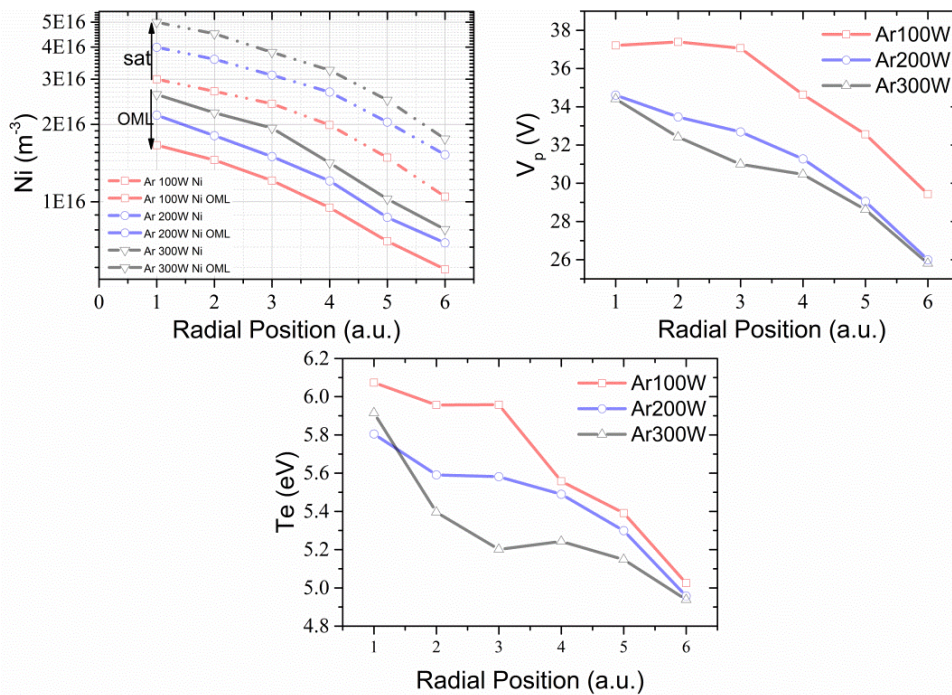 5E16
4E16
3E16
2E16
1E16
Ni (m⁻³)
sat
OML
Ar 100W Ni
Ar 100W Ni OML
Ar 200W Ni
Ar 200W Ni OML
Ar 300W Ni
Ar 300W Ni OML
0 1 2 3 4 5 6
Radial Position (a.u.)
38
36
34
32
30
28
26
Vₚ (V)
Ar100W
Ar200W
Ar300W
1 2 3 4 5 6
Radial Position (a.u.)
6.2
6.0
5.8
5.6
5.4
5.2
5.0
4.8
Te (eV)
Ar100W
Ar200W
Ar300W
1 2 3 4 5 6
Radial Position (a.u.)